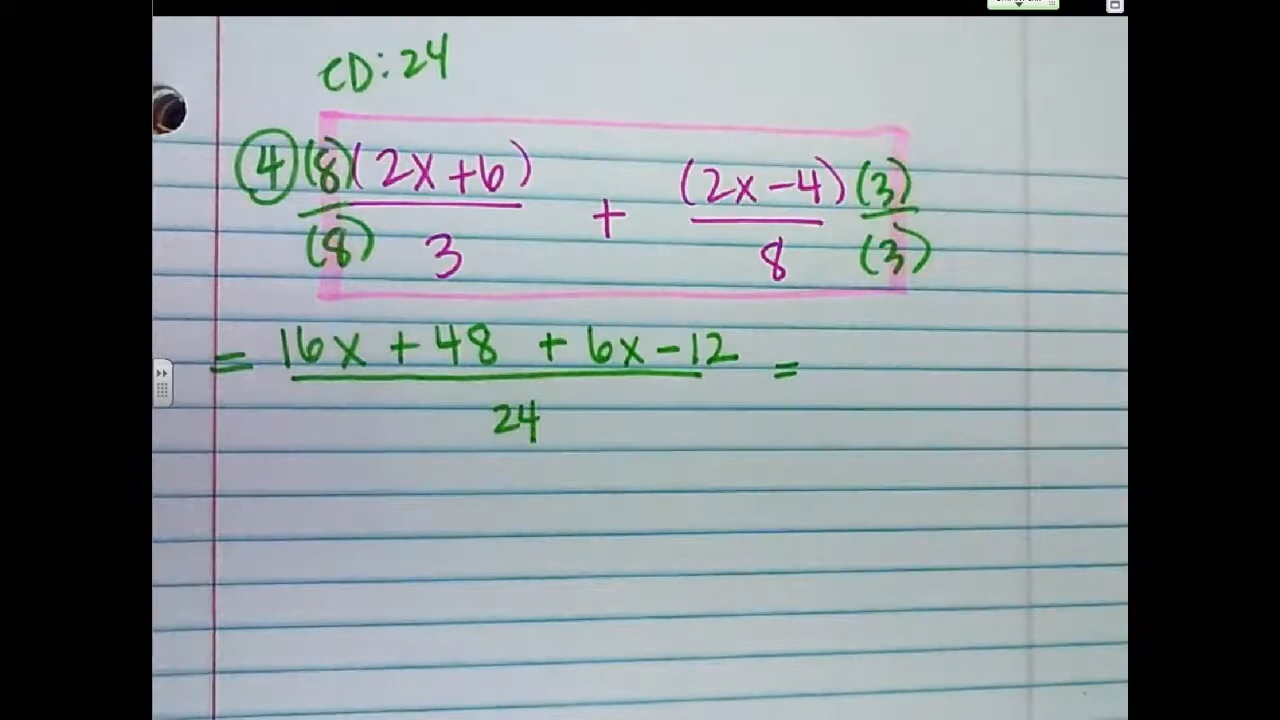 CD: 24
④ (8)(2x+6) + (2x-4)(3)
(8) 3 8 (3)
= 16x + 48 + 6x - 12 =
24